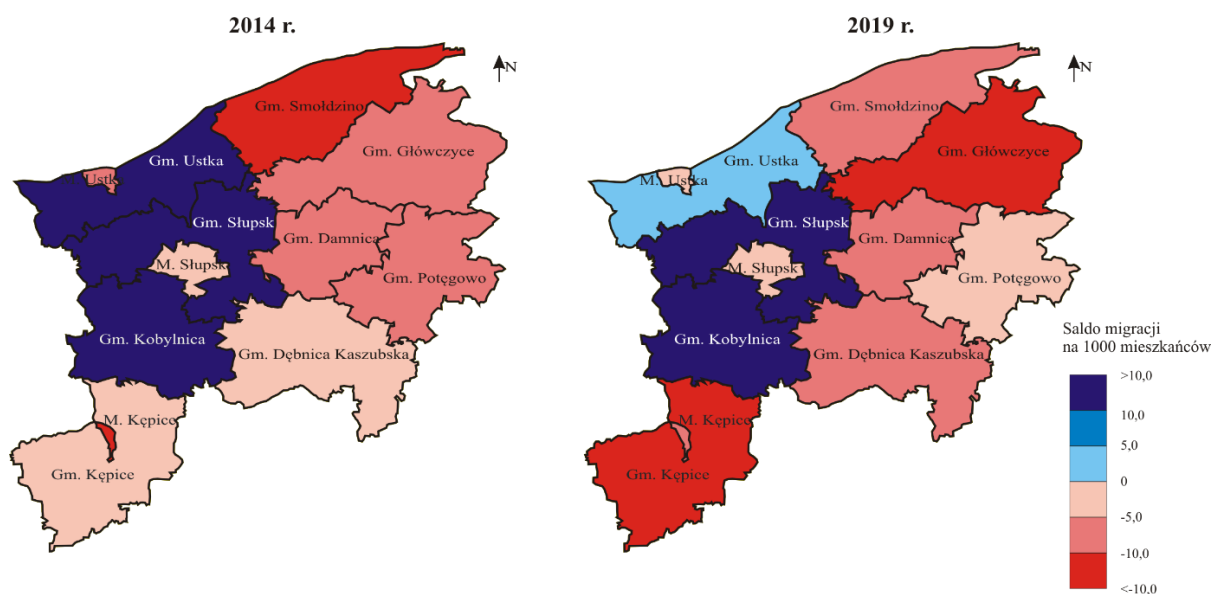 2014 r.
N
Gm. Smołdzino
Gm. Główczyce
Gm. Ustka
Ustk
Gm. Słupsk
Gm. Damnica
M. Słupsk
Gm. Potęgowo
Gm. Kobylnica
Gm. Dębnica Kaszubska
M. Kępice
Gm. Kępice
2019 r.
N
Gm. Smołdzino
Gm. Główczyce
Gm. Ustka
M. Ustka
Gm. Słupsk
Gm. Damnica
M. Słupsk
Gm. Potęgowo
Gm. Kobylnica
Gm. Dębnica Kaszubska
M. Kępice
Gm. Kępice
Saldo migracji
na 1000 mieszkańców
>10,0
10,0
5,0
0
-5,0
-10,0
<-10,0